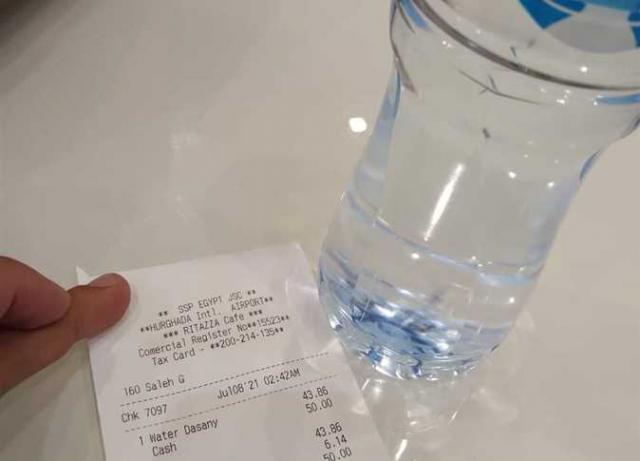 ** SSP EGYPT JSC **
**HURGHADA Intl. AIRPORT**
*** RITAZZA Cafe ***
Comercial Register No**15523**
Tax Card - **200-214-135**
160 Saleh G
Chk 7097 Jul08'21 02:42AM
1 Water Dasany 43.86
Cash 50.00
43.86
6.14
50.00